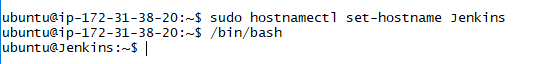 ubuntu@ip-172-31-38-20:~$ sudo hostnamectl set-hostname Jenkins
ubuntu@ip-172-31-38-20:~$ /bin/bash
ubuntu@Jenkins:~$